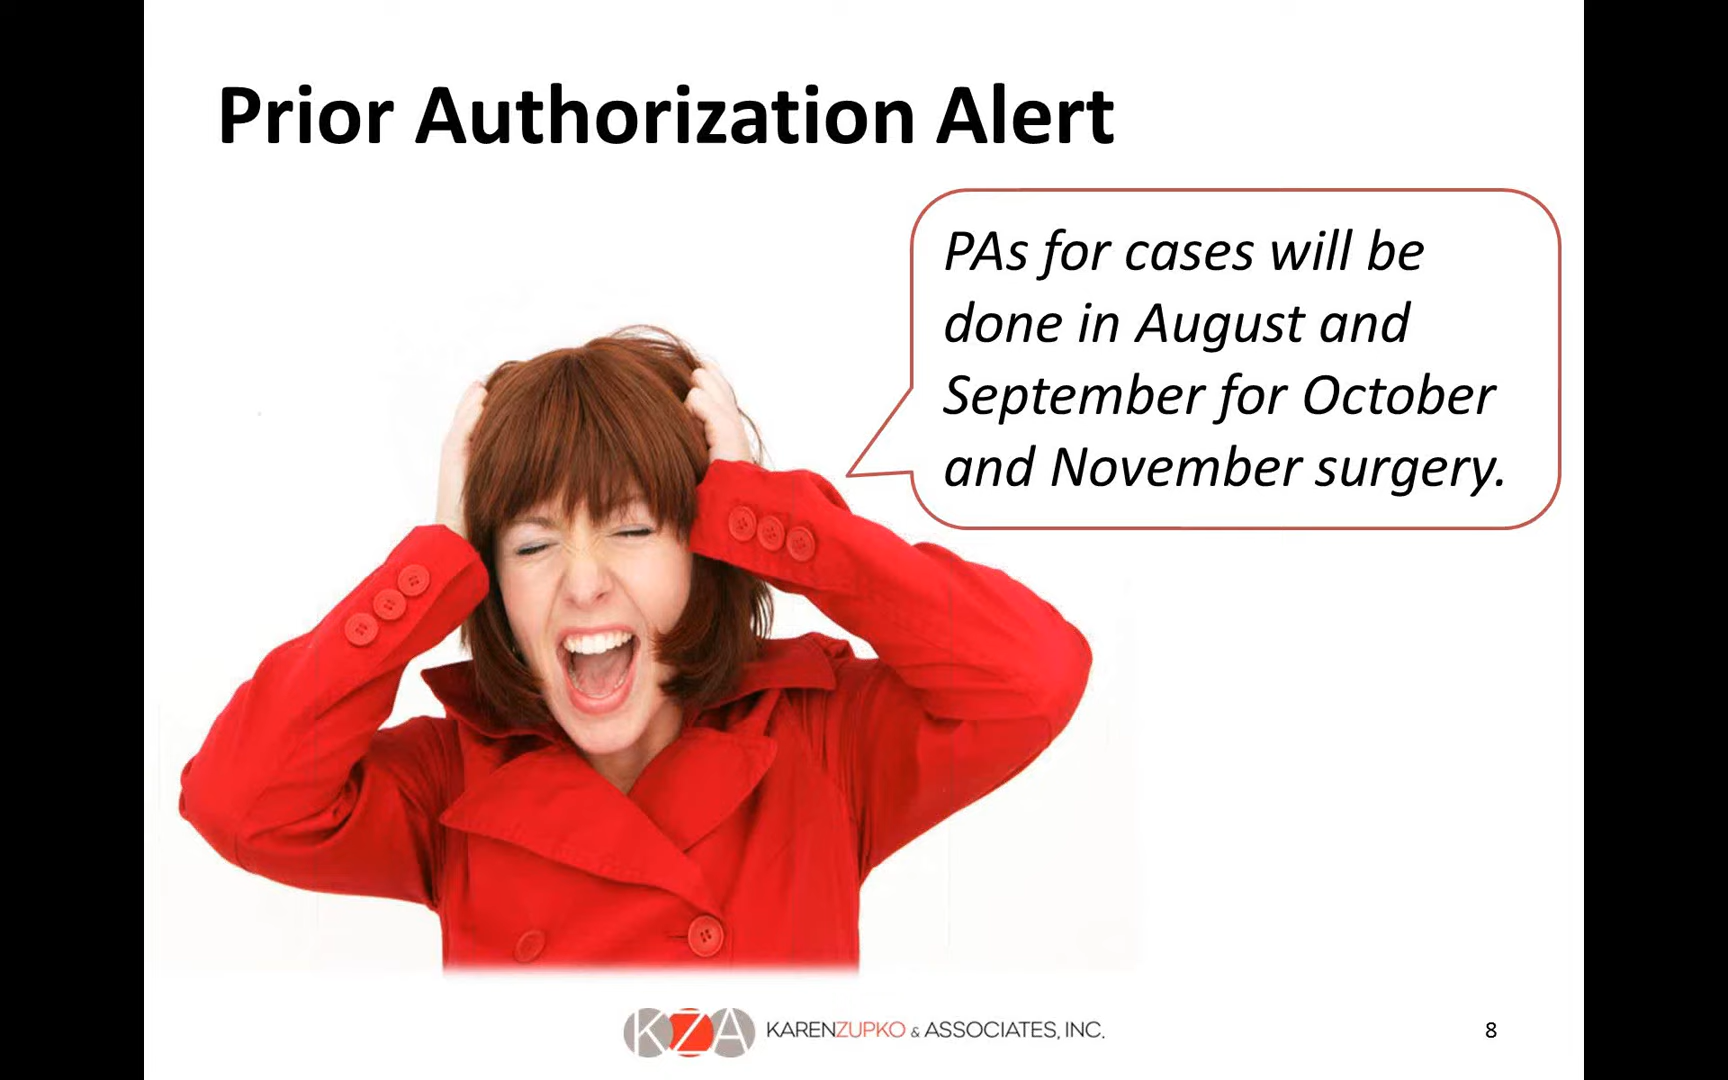 Prior Authorization Alert
PAs for cases will be
done in August and
September for October
and November surgery.
KZA KARENZUPKO & ASSOCIATES, INC.
8